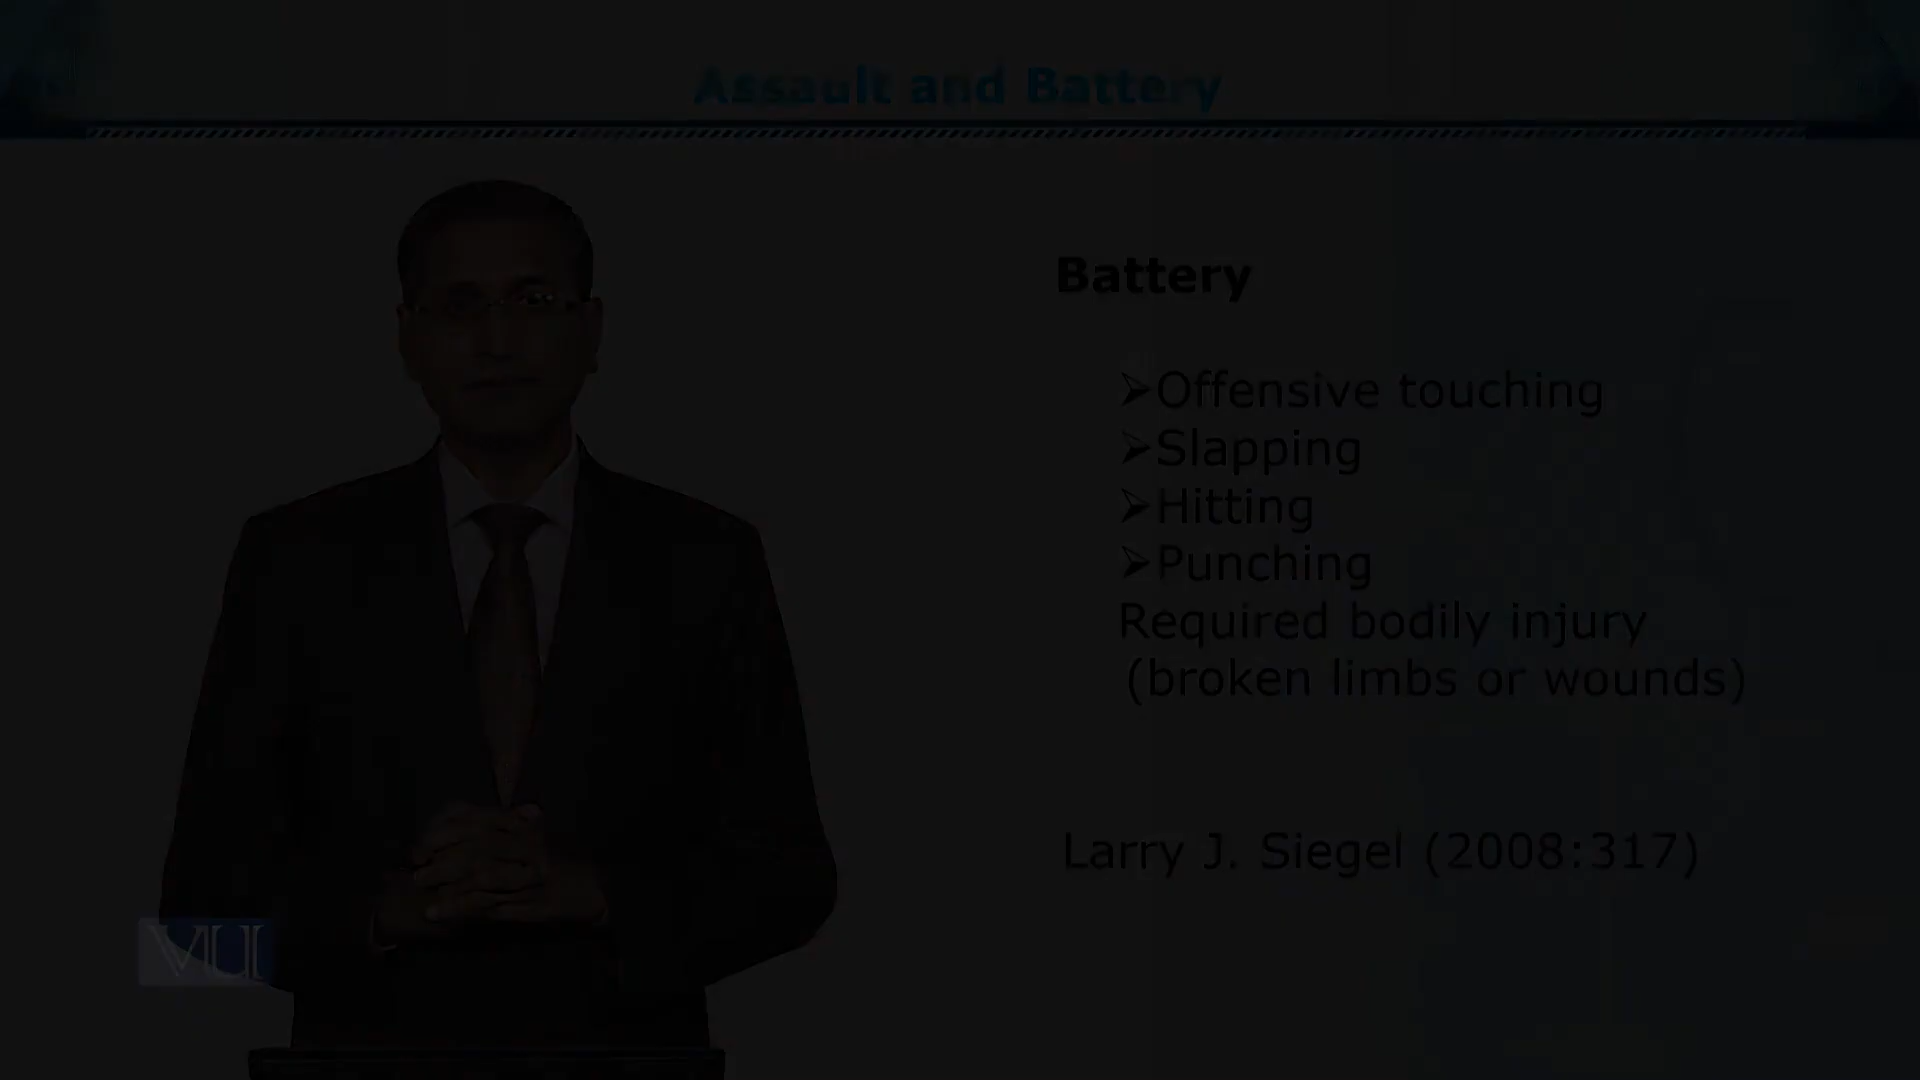 Assault and Battery
Battery
➢Offensive touching
➢Slapping
➢Hitting
➢Punching
Required bodily injury
(broken limbs or wounds)
Larry J. Siegel (2008:317)
VU